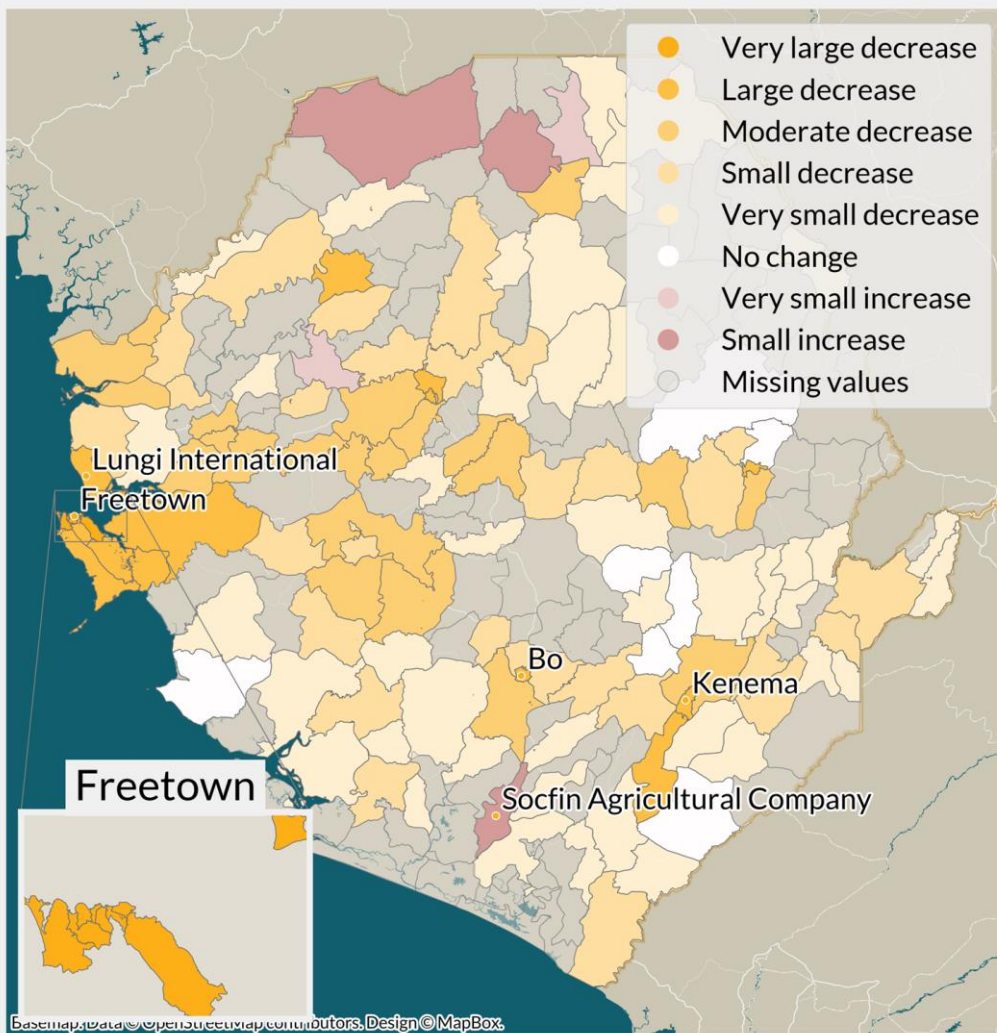 Very large decrease
Large decrease
Moderate decrease
Small decrease
Very small decrease
No change
Very small increase
Small increase
Missing values
Lungi International
Freetown
Bo
Kenema
Socfin Agricultural Company
Freetown
Basemap: Data © OpenStreetMap contributors. Design © MapBox.